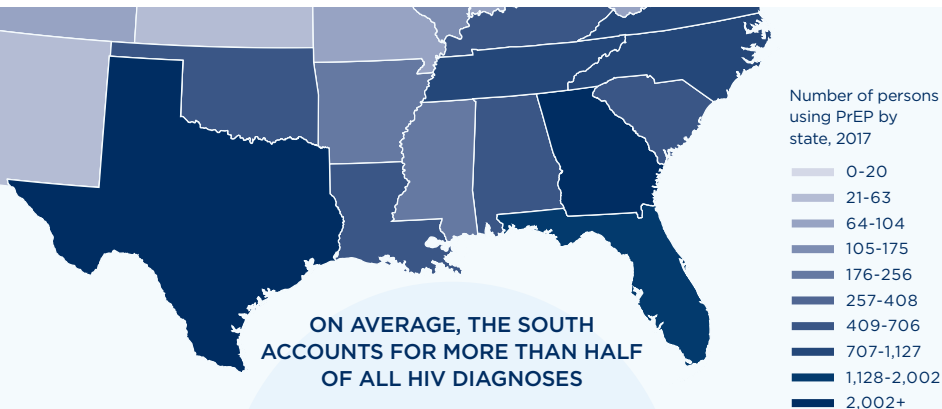 Number of persons
using PrEP by
state, 2017
0-20
21-63
64-104
105-175
176-256
257-408
409-706
707-1,127
1,128-2,002
2,002+
ON AVERAGE, THE SOUTH
ACCOUNTS FOR MORE THAN HALF
OF ALL HIV DIAGNOSES